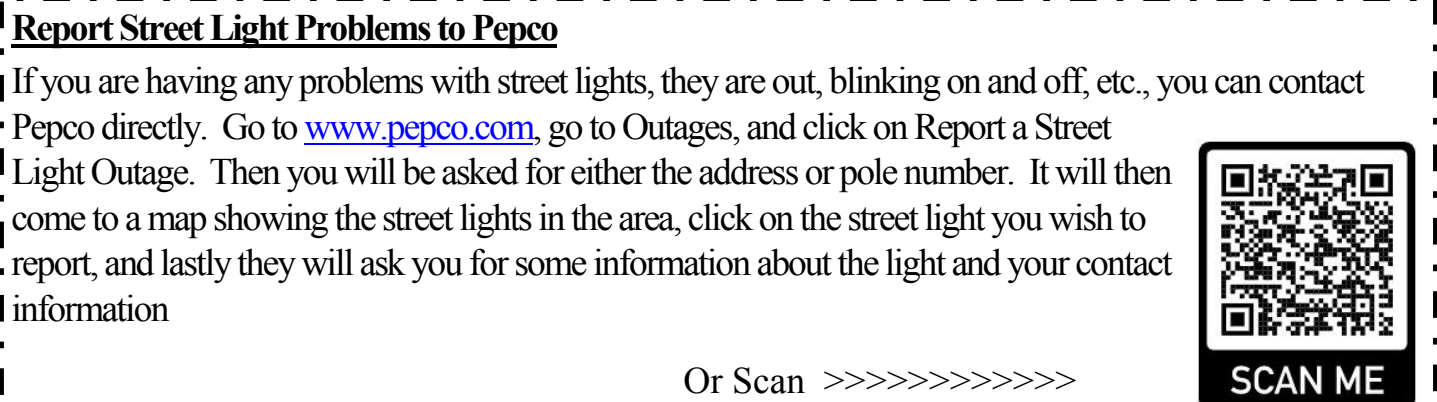 Report Street Light Problems to Pepco
If you are having any problems with street lights, they are out, blinking on and off, etc., you can contact
Pepco directly.  Go to www.pepco.com, go to Outages, and click on Report a Street
Light Outage.  Then you will be asked for either the address or pole number.  It will then
come to a map showing the street lights in the area, click on the street light you wish to
report, and lastly they will ask you for some information about the light and your contact
information
Or Scan >>>>>>>>>>>>
SCAN ME